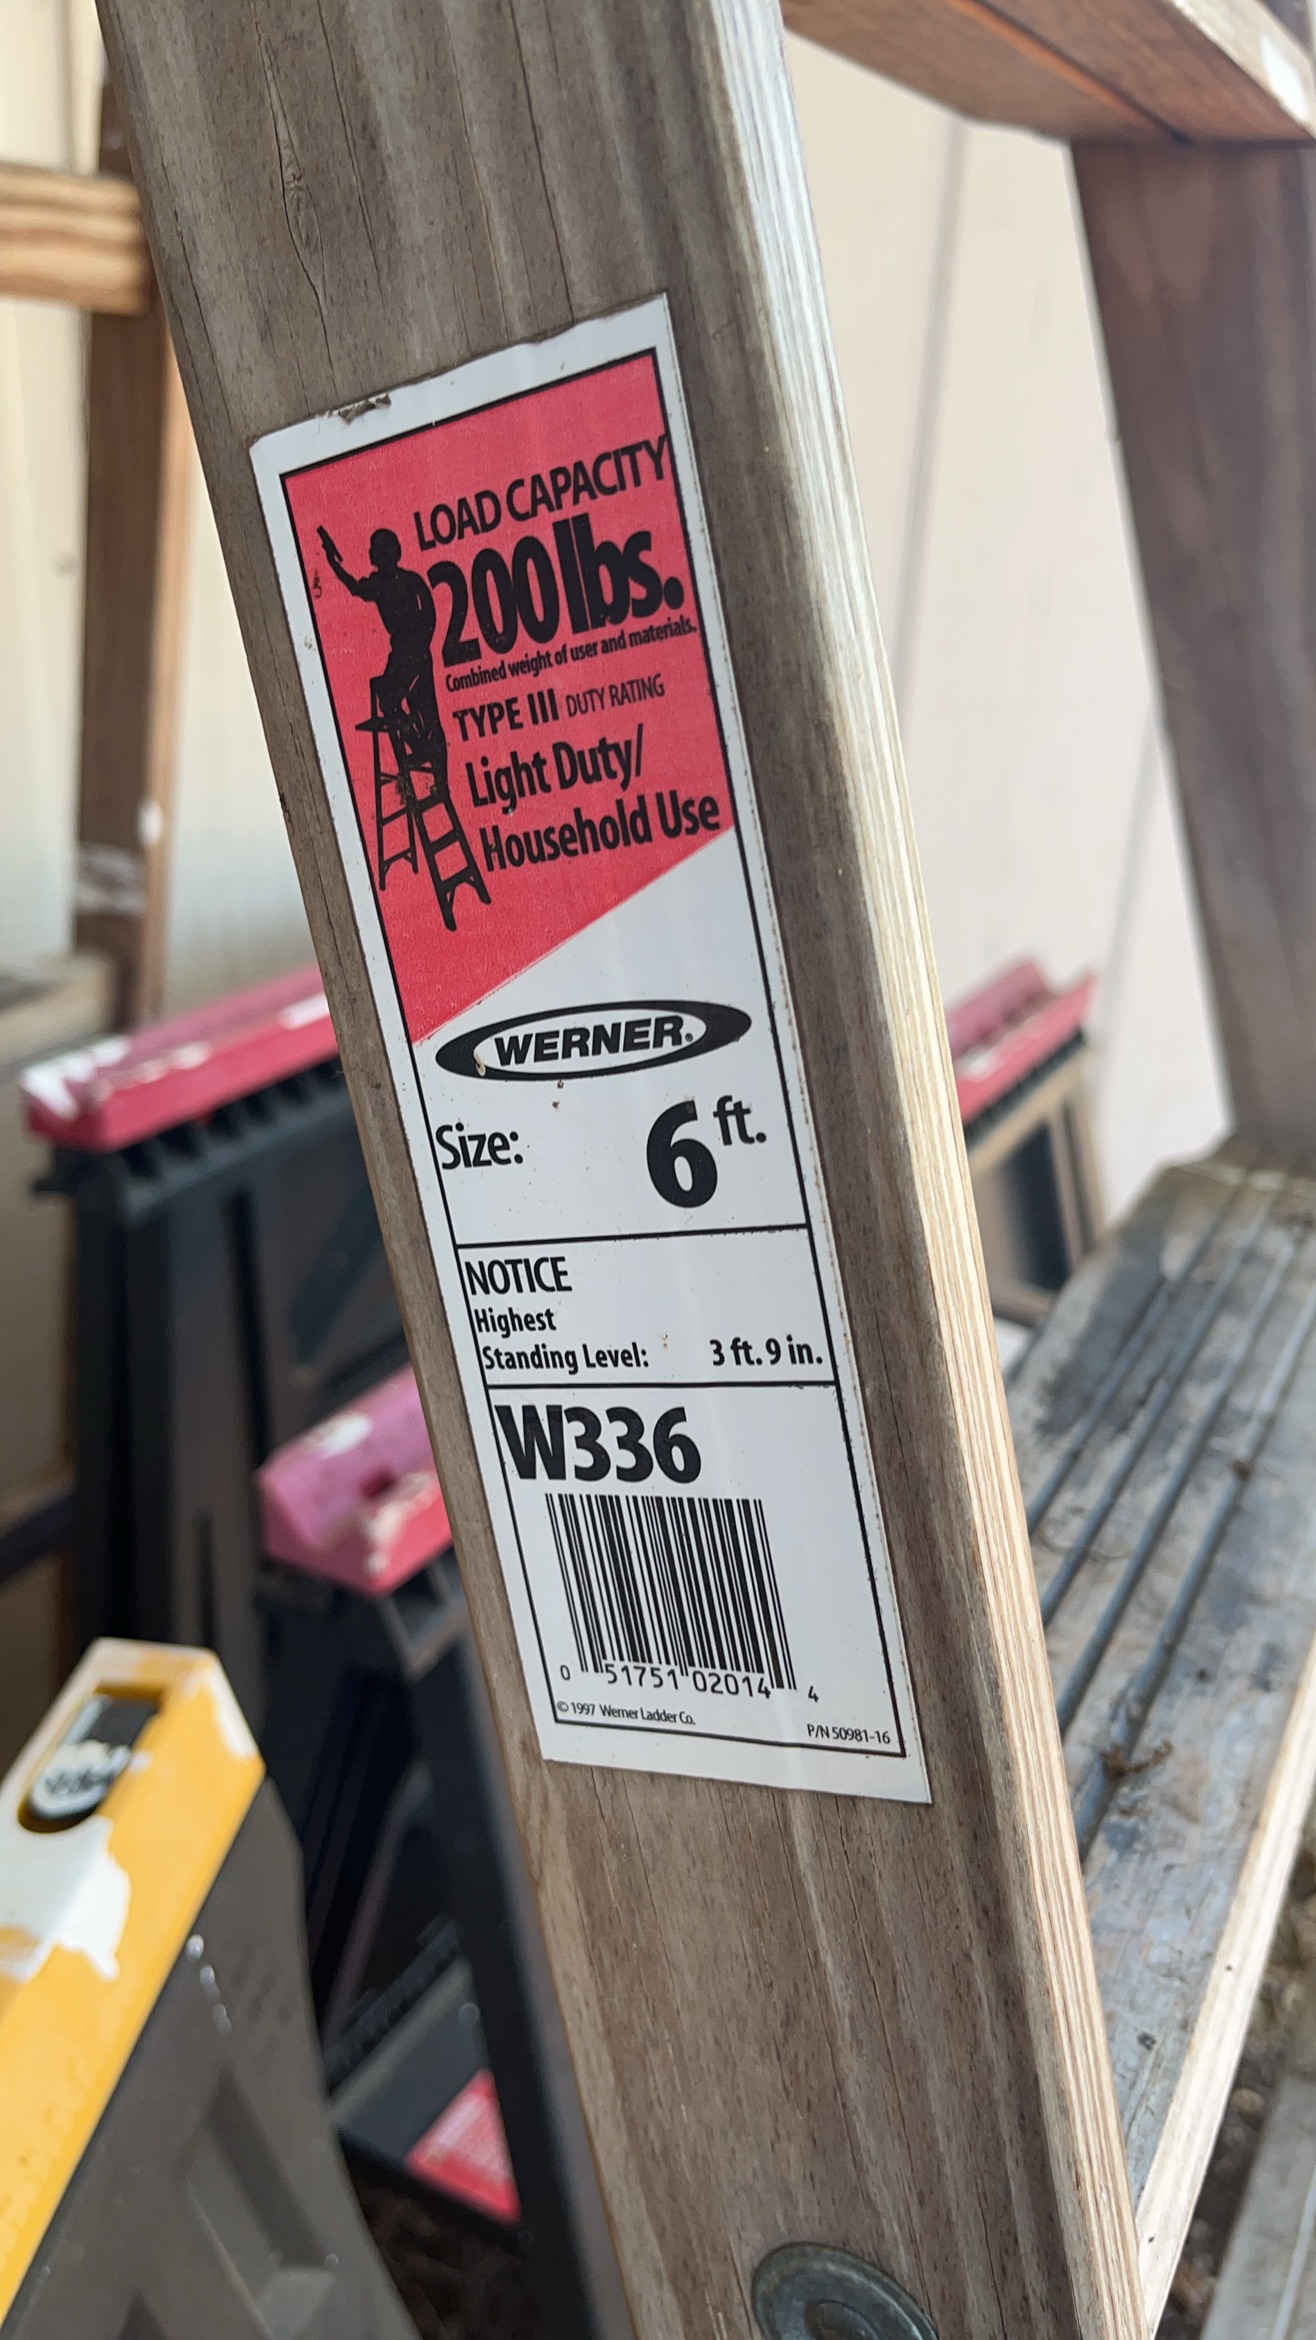 LOAD CAPACITY
200 lbs.
Combined weight of user and materials.
TYPE III DUTY RATING
Light Duty/
Household Use
WERNER®
Size: 6 ft.
NOTICE
Highest
Standing Level: 3 ft. 9 in.
W336
0 51751 02014 4
© 1997 Werner Ladder Co. P/N 50981-16